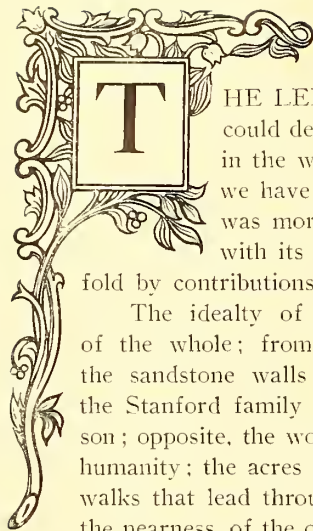 THE LE
could de
in the w
we have
was mor
with its
fold by contributions
The idealty of
of the whole; from
the sandstone walls
the Stanford family
son; opposite, the wo
humanity; the acres
walks that lead throu
the nearness of the c